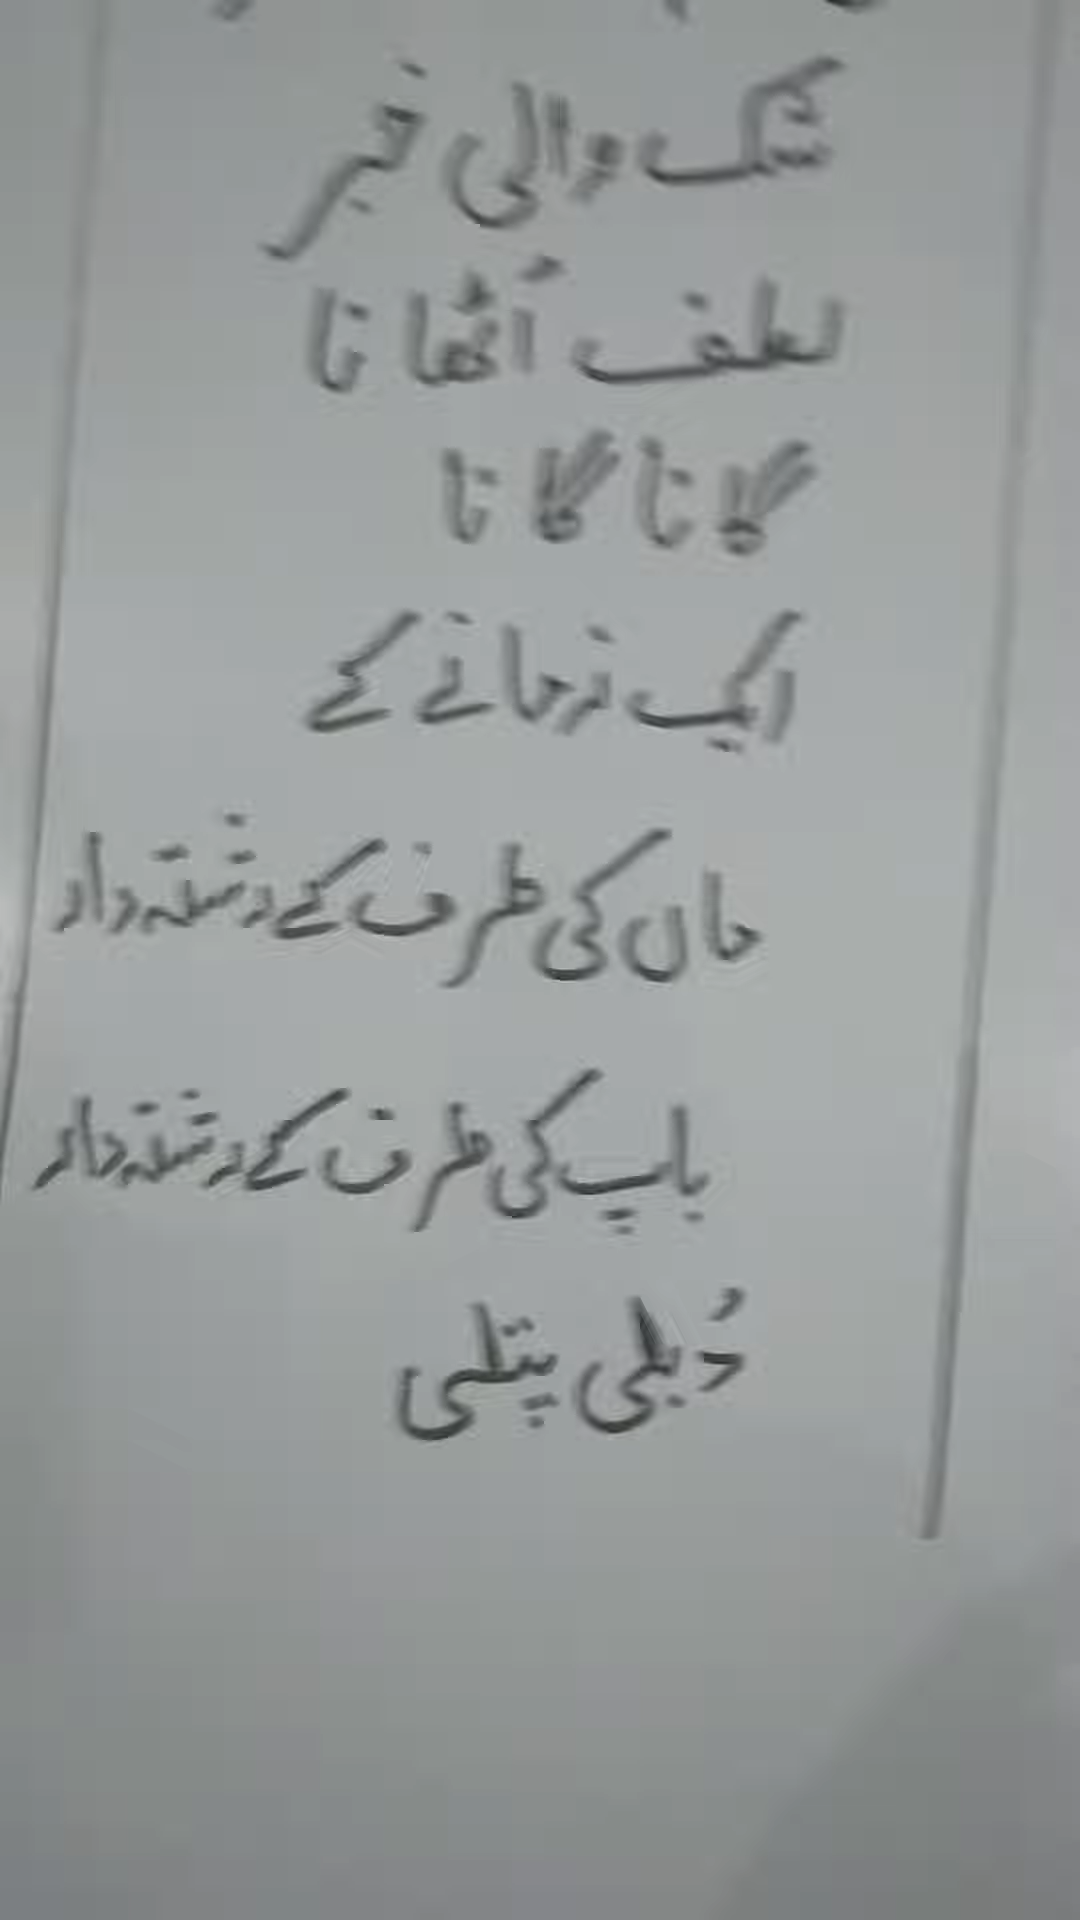 شک والی خبر
لطف اُٹھانا
گانا گانا
ایک زمانے کے
ماں کی طرف کے رشتہ دار
باپ کی طرف کے رشتہ دار
دُبلی پتلی